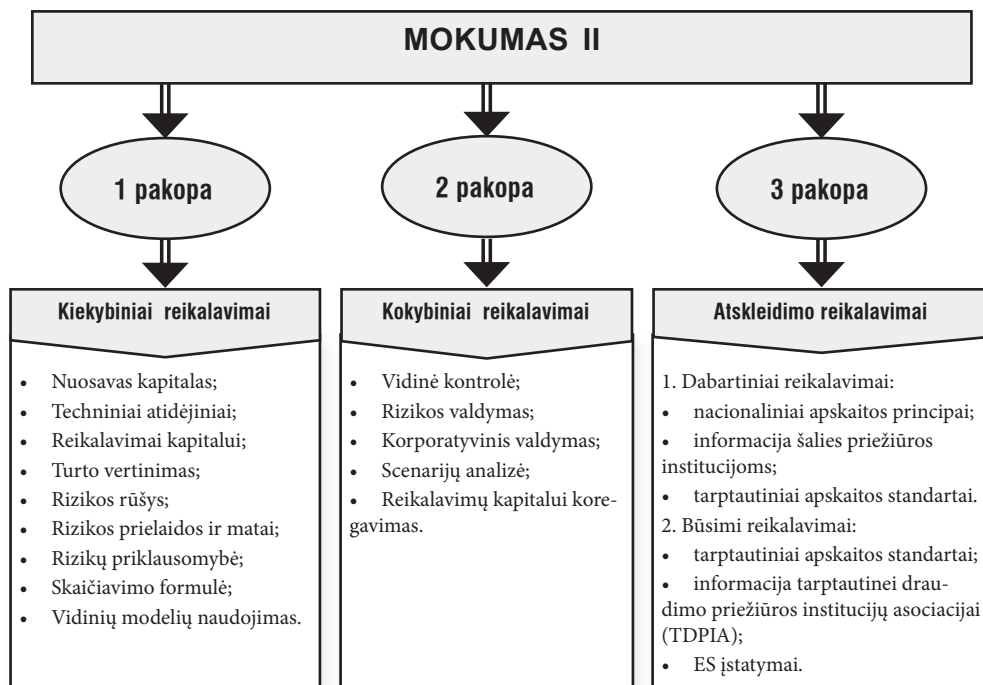 MOKUMAS II
1 pakopa
2 pakopa
3 pakopa
Kiekybiniai reikalavimai
• Nuosavas kapitalas;
• Techniniai atidėjiniai;
• Reikalavimai kapitalui;
• Turto vertinimas;
• Rizikos rūšys;
• Rizikos prielaidos ir matai;
• Rizikų priklausomybė;
• Skaičiavimo formulė;
• Vidinių modelių naudojimas.
Kokybiniai reikalavimai
• Vidinė kontrolė;
• Rizikos valdymas;
• Korporatyvinis valdymas;
• Scenarijų analizė;
• Reikalavimų kapitalui kore-
gavimas.
Atskleidimo reikalavimai
1. Dabartiniai reikalavimai:
• nacionaliniai apskaitos principai;
• informacija šalies priežiūros
institucijoms;
• tarptautiniai apskaitos standartai.
2. Būsimi reikalavimai:
• tarptautiniai apskaitos standartai;
• informacija tarptautinei drau-
dimo priežiūros institucijų asociacijai
(TDPIA);
• ES įstatymai.